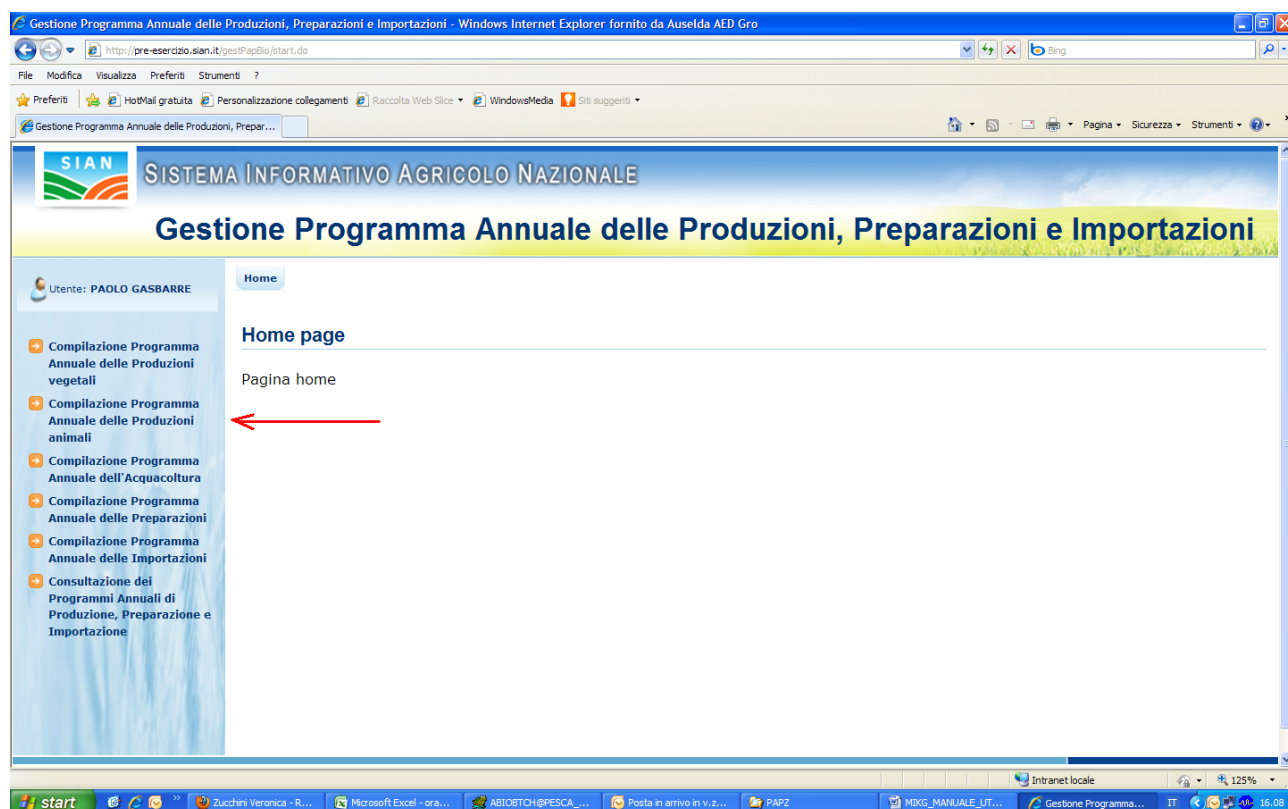 Gestione Programma Annuale delle Produzioni, Preparazioni e Importazioni - Windows Internet Explorer fornito da Auselda AED Gro
http://pre-esercizio.sian.it/gestPapBio/start.do
Bing
File Modifica Visualizza Preferiti Strumenti ?
Preferiti HotMail gratuita Personalizzazione collegamenti Raccolta Web Slice WindowsMedia Siti suggeriti
Gestione Programma Annuale delle Produzioni, Prepar...
Pagina Sicurezza Strumenti
SIAN
SISTEMA INFORMATIVO AGRICOLO NAZIONALE
Gestione Programma Annuale delle Produzioni, Preparazioni e Importazioni
Utente: PAOLO GASBARRE
Home
Home page
Pagina home
Compilazione Programma
Annuale delle Produzioni
vegetali
Compilazione Programma
Annuale delle Produzioni
animali
Compilazione Programma
Annuale dell'Acquacoltura
Compilazione Programma
Annuale delle Preparazioni
Compilazione Programma
Annuale delle Importazioni
Consultazione dei
Programmi Annuali di
Produzione, Preparazione e
Importazione
Intranet locale
125%
start
Zucchini Veronica - R...
Microsoft Excel - ora...
ABIOBTCH@PESCA_...
Posta in arrivo in v.z...
PAPZ
MIKG_MANUALE_UT...
Gestione Programma...
IT
16.08